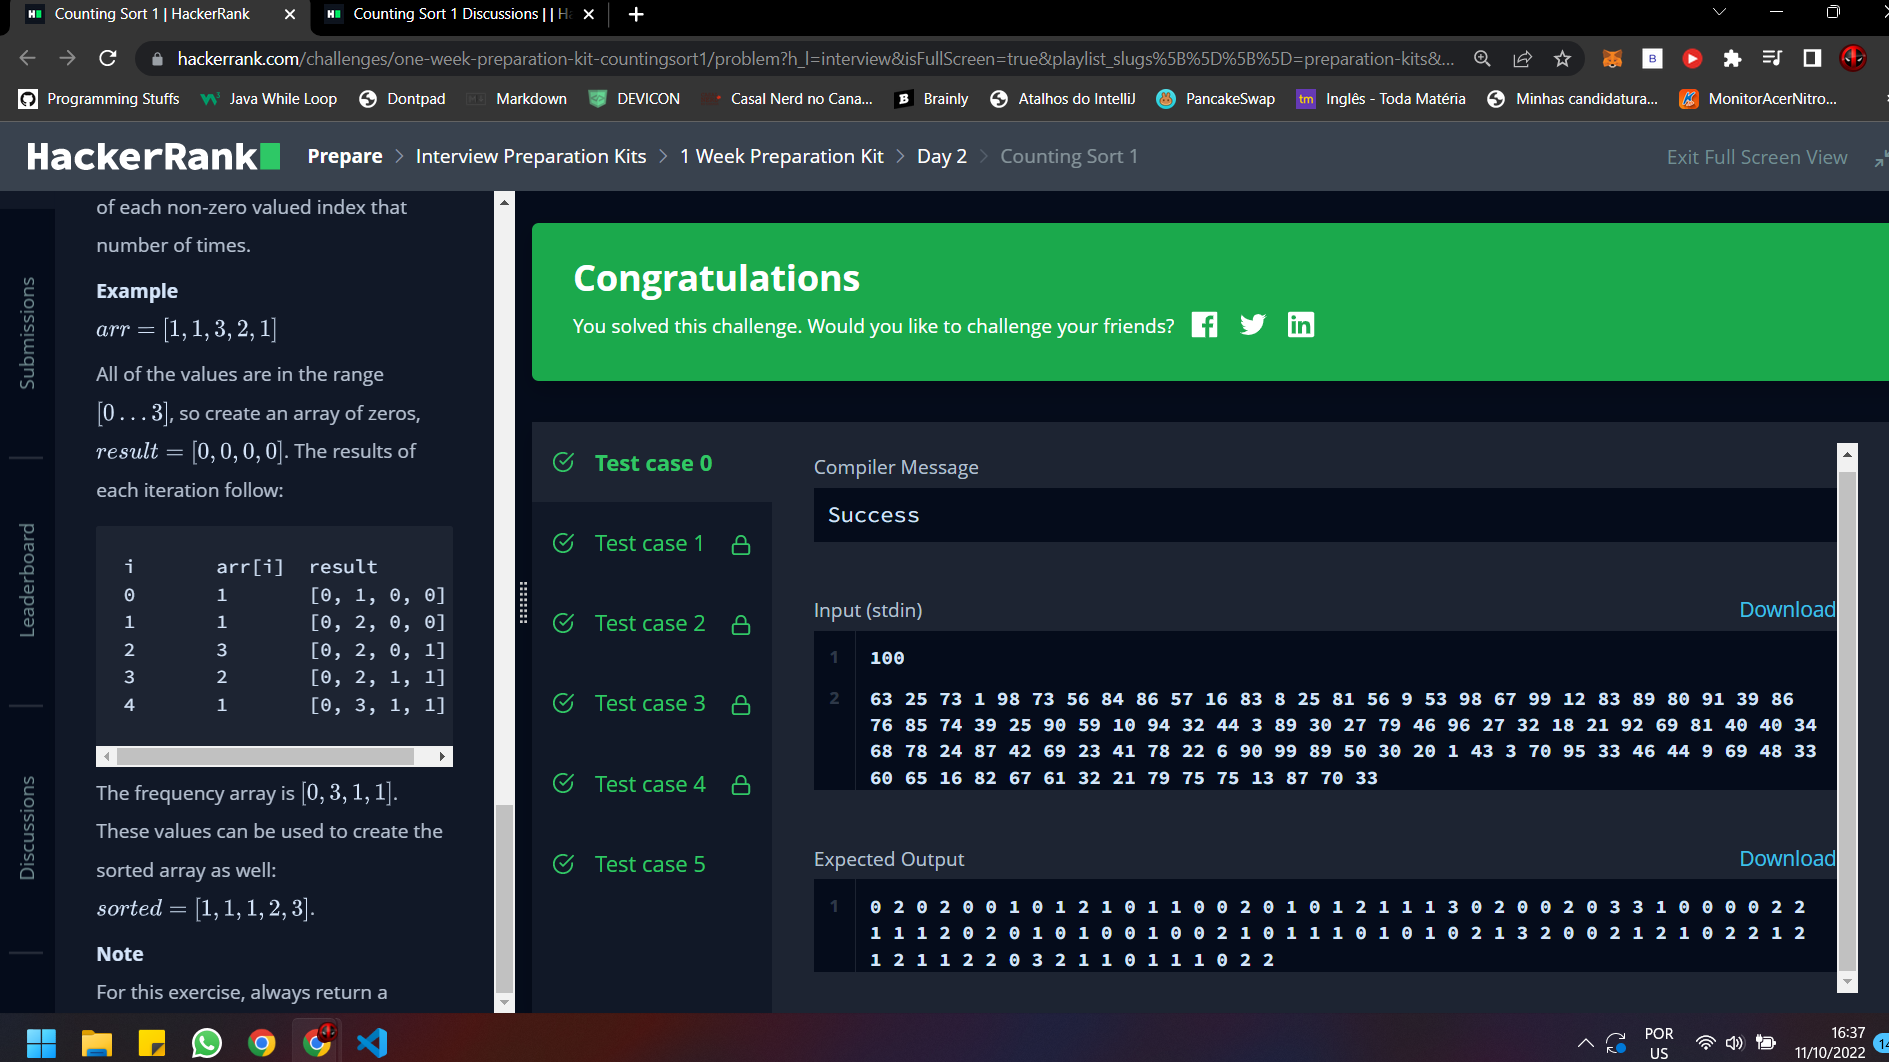 Counting Sort 1 | HackerRank
Counting Sort 1 Discussions | | Ha
hackerrank.com/challenges/one-week-preparation-kit-countingsort1/problem?h_l=interview&isFullScreen=true&playlist_slugs%5B%5D%5B%5D=preparation-kits&...
Programming Stuffs
Java While Loop
Dontpad
Markdown
DEVICON
Casal Nerd no Cana...
Brainly
Atalhos do IntelliJ
PancakeSwap
Inglês - Toda Matéria
Minhas candidatura...
MonitorAcerNitro...
HackerRank
Prepare > Interview Preparation Kits > 1 Week Preparation Kit > Day 2 > Counting Sort 1
Exit Full Screen View
Submissions
Leaderboard
Discussions
of each non-zero valued index that
number of times.
Example
arr = [1, 1, 3, 2, 1]
All of the values are in the range
[0 . . . 3], so create an array of zeros,
result = [0, 0, 0, 0]. The results of
each iteration follow:
i arr[i] result
0 1 [0, 1, 0, 0]
1 1 [0, 2, 0, 0]
2 3 [0, 2, 0, 1]
3 2 [0, 2, 1, 1]
4 1 [0, 3, 1, 1]
The frequency array is [0, 3, 1, 1].
These values can be used to create the
sorted array as well:
sorted = [1, 1, 1, 2, 3].
Note
For this exercise, always return a
Congratulations
You solved this challenge. Would you like to challenge your friends?
Test case 0
Test case 1
Test case 2
Test case 3
Test case 4
Test case 5
Compiler Message
Success
Input (stdin)
Download
1 100
2 63 25 73 1 98 73 56 84 86 57 16 83 8 25 81 56 9 53 98 67 99 12 83 89 80 91 39 86
76 85 74 39 25 90 59 10 94 32 44 3 89 30 27 79 46 96 27 32 18 21 92 69 81 40 40 34
68 78 24 87 42 69 23 41 78 22 6 90 99 89 50 30 20 1 43 3 70 95 33 46 44 9 69 48 33
60 65 16 82 67 61 32 21 79 75 75 13 87 70 33
Expected Output
Download
1 0 2 0 2 0 0 1 0 1 2 1 0 1 1 0 0 2 0 1 0 1 2 1 1 1 3 0 2 0 0 2 0 3 3 1 0 0 0 0 2 2
1 1 1 2 0 2 0 1 0 1 0 0 1 0 0 2 1 0 1 1 1 0 1 0 1 0 2 1 3 2 0 0 2 1 2 1 0 2 2 1 2
1 2 1 1 2 2 0 3 2 1 1 0 1 1 1 0 2 2
POR
US
16:37
11/10/2022
14